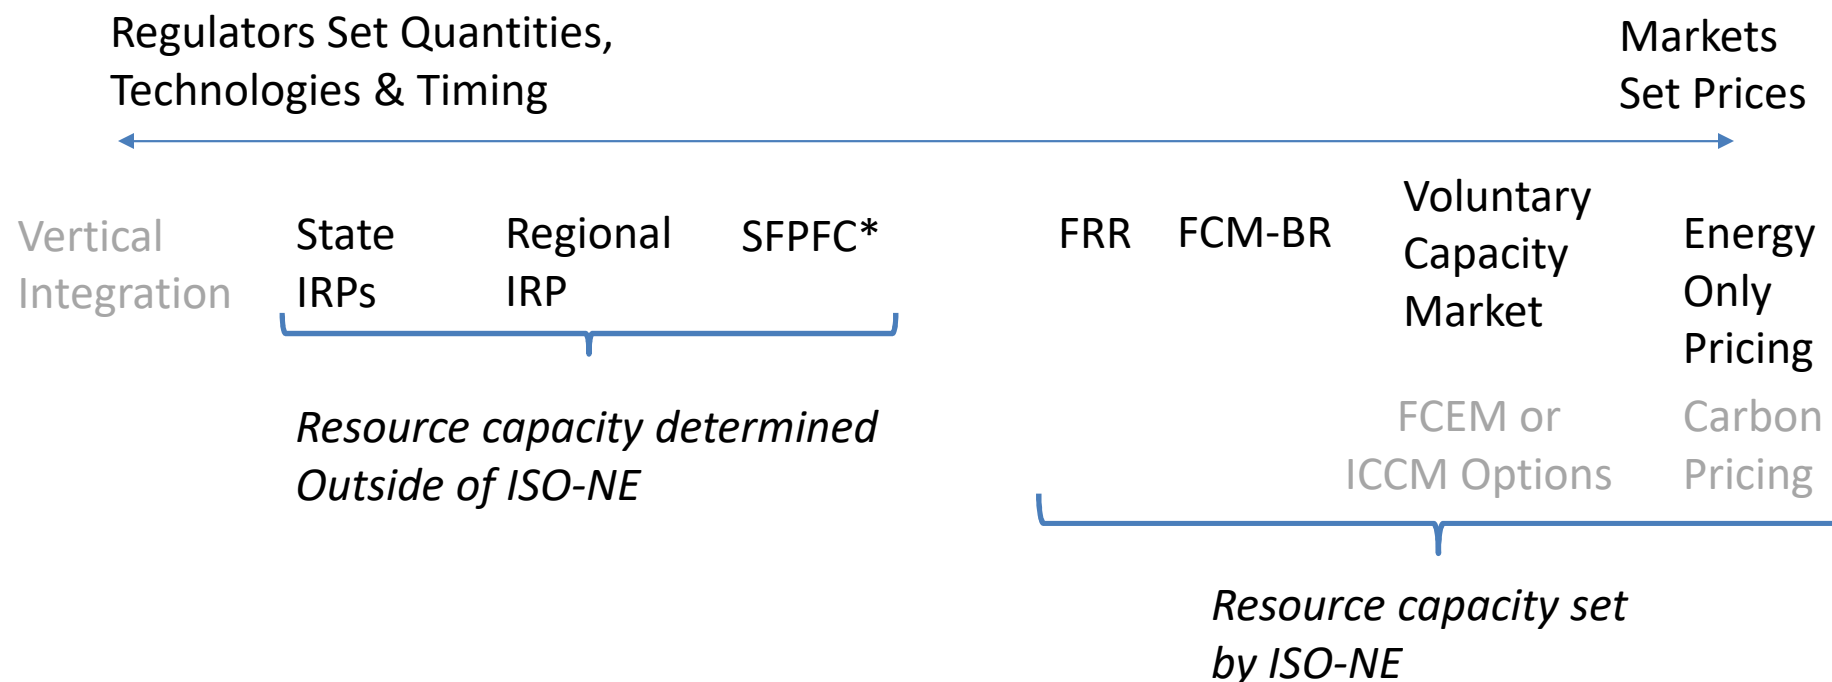 Regulators Set Quantities,
Technologies & Timing
Markets
Set Prices
Vertical
Integration
State
IRPs
Regional
IRP
SFPFC*
FRR
FCM-BR
Voluntary
Capacity
Market
Energy
Only
Pricing
FCEM or
ICCM Options
Carbon
Pricing
Resource capacity determined
Outside of ISO-NE
Resource capacity set
by ISO-NE